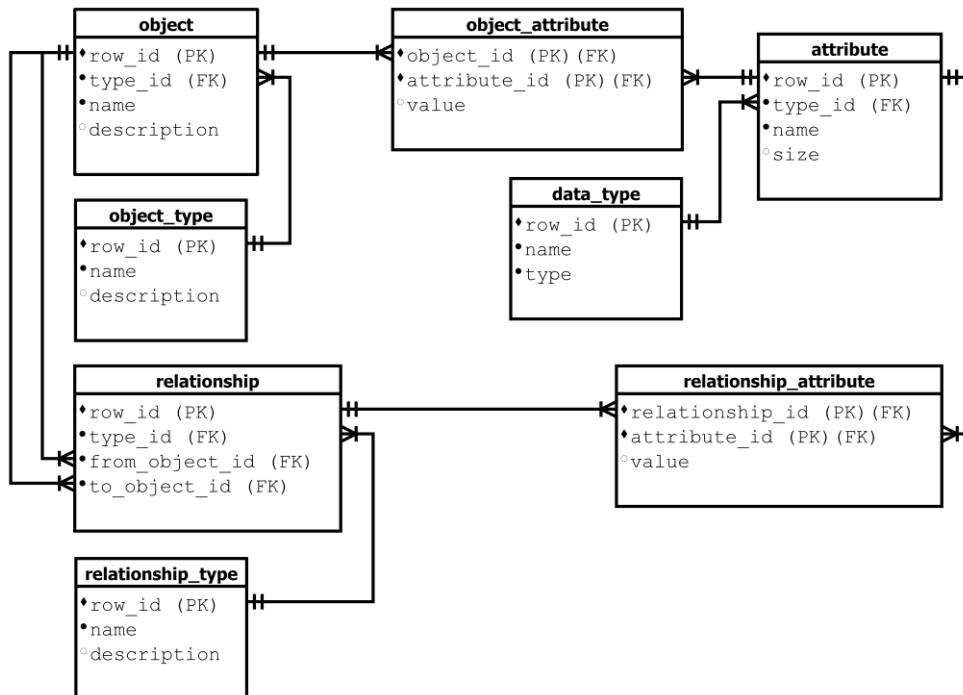 object
row_id (PK)
type_id (FK)
name
description
object_attribute
object_id (PK)(FK)
attribute_id (PK)(FK)
value
attribute
row_id (PK)
type_id (FK)
name
size
object_type
row_id (PK)
name
description
data_type
row_id (PK)
name
type
relationship
row_id (PK)
type_id (FK)
from_object_id (FK)
to_object_id (FK)
relationship_attribute
relationship_id (PK)(FK)
attribute_id (PK)(FK)
value
relationship_type
row_id (PK)
name
description